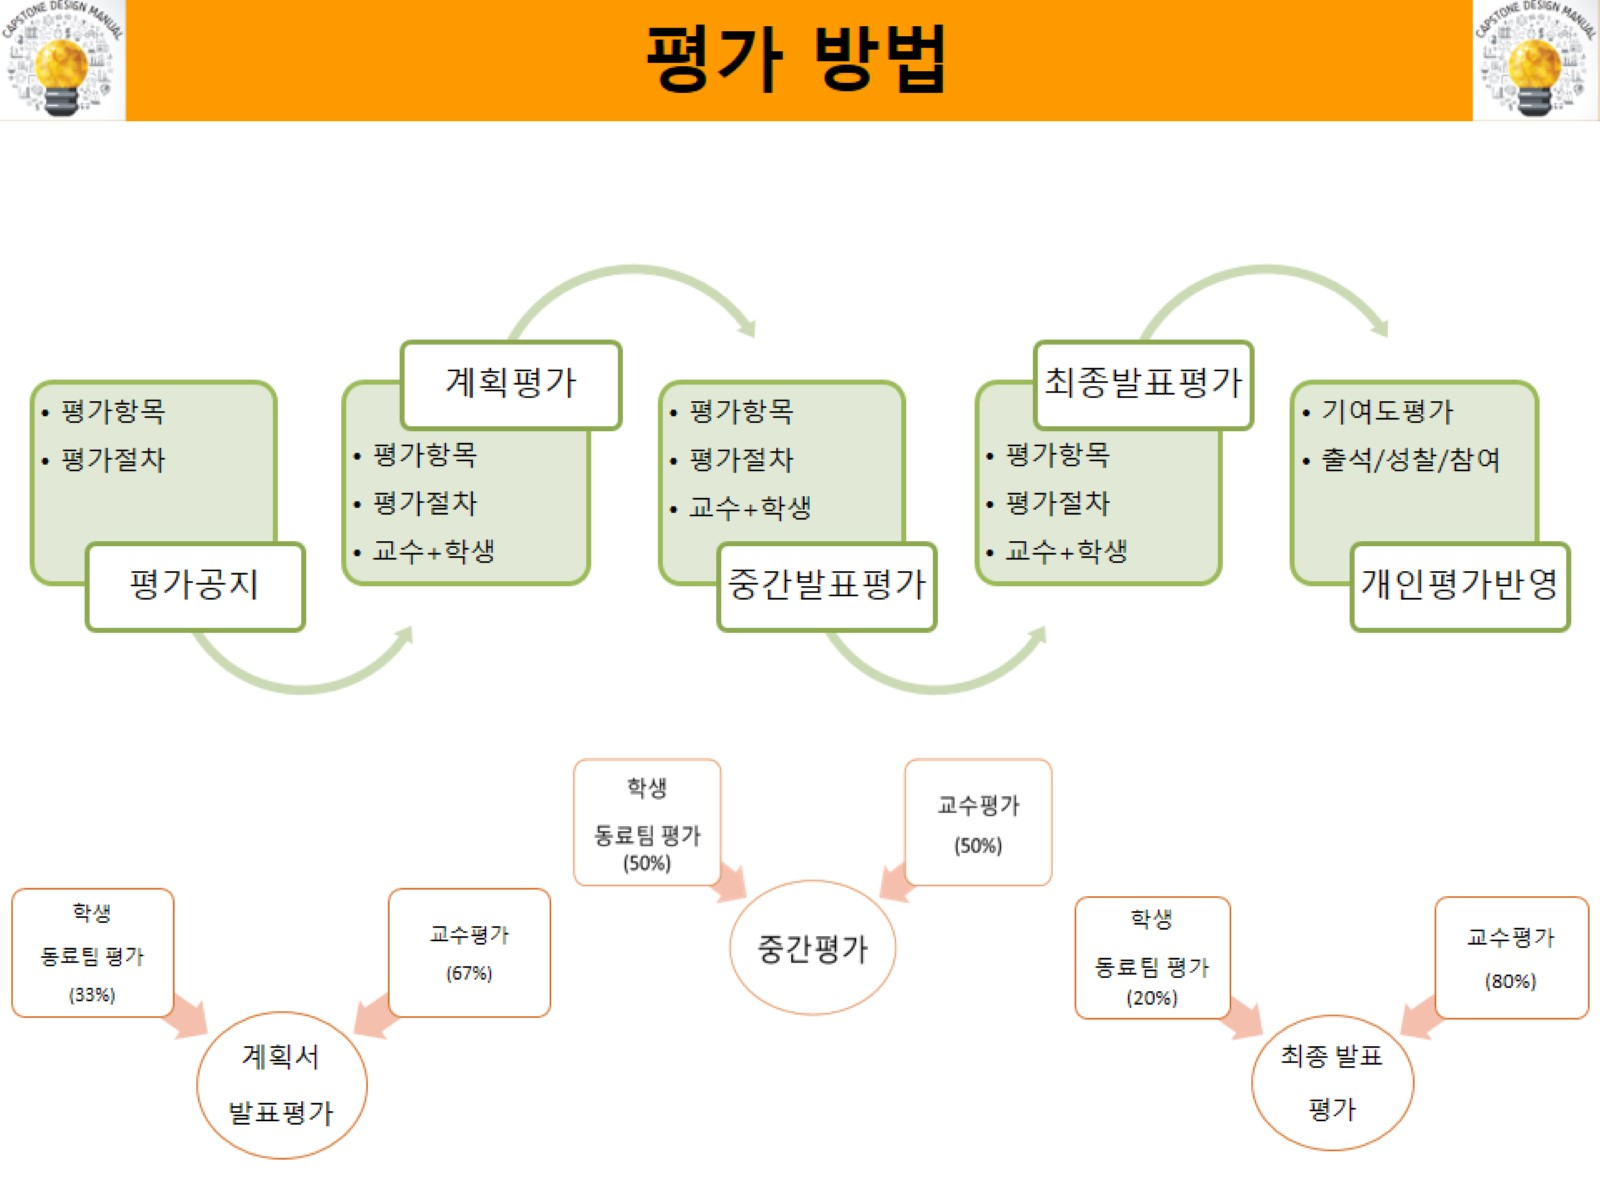 CAPSTONE DESIGN MANUAL
평가 방법
CAPSTONE DESIGN MANUAL
• 평가항목
• 평가절차
평가공지
계획평가
• 평가항목
• 평가절차
• 교수+학생
• 평가항목
• 평가절차
• 교수+학생
중간발표평가
최종발표평가
• 평가항목
• 평가절차
• 교수+학생
• 기여도평가
• 출석/성찰/참여
개인평가반영
학생
동료팀 평가
(33%)
교수평가
(67%)
계획서
발표평가
학생
동료팀 평가
(50%)
교수평가
(50%)
중간평가
학생
동료팀 평가
(20%)
교수평가
(80%)
최종 발표
평가